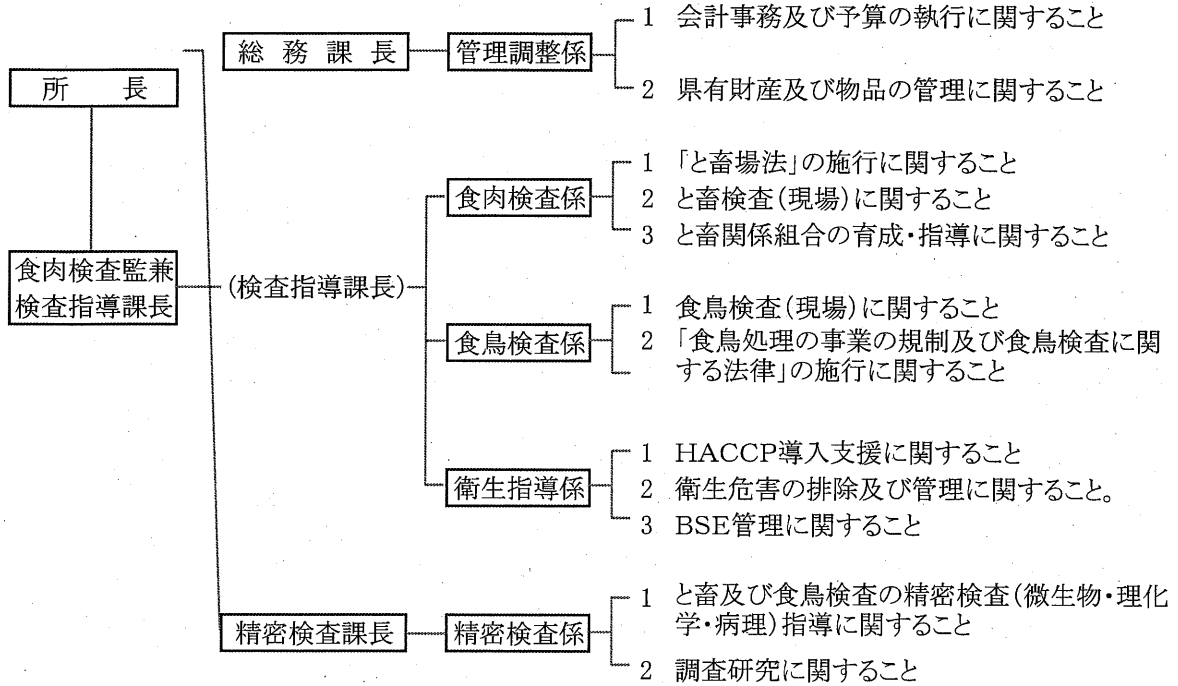 所長
食肉検査監兼
検査指導課長
総務課長
管理調整係
1 会計事務及び予算の執行に関すること
2 県有財産及び物品の管理に関すること
(検査指導課長)
食肉検査係
1 「と畜場法」の施行に関すること
2 と畜検査(現場)に関すること
3 と畜関係組合の育成・指導に関すること
食鳥検査係
1 食鳥検査(現場)に関すること
2 「食鳥処理の事業の規制及び食鳥検査に関
する法律」の施行に関すること
衛生指導係
1 HACCP導入支援に関すること
2 衛生危害の排除及び管理に関すること。
3 BSE管理に関すること
精密検査課長
精密検査係
1 と畜及び食鳥検査の精密検査(微生物・理化
学・病理)指導に関すること
2 調査研究に関すること